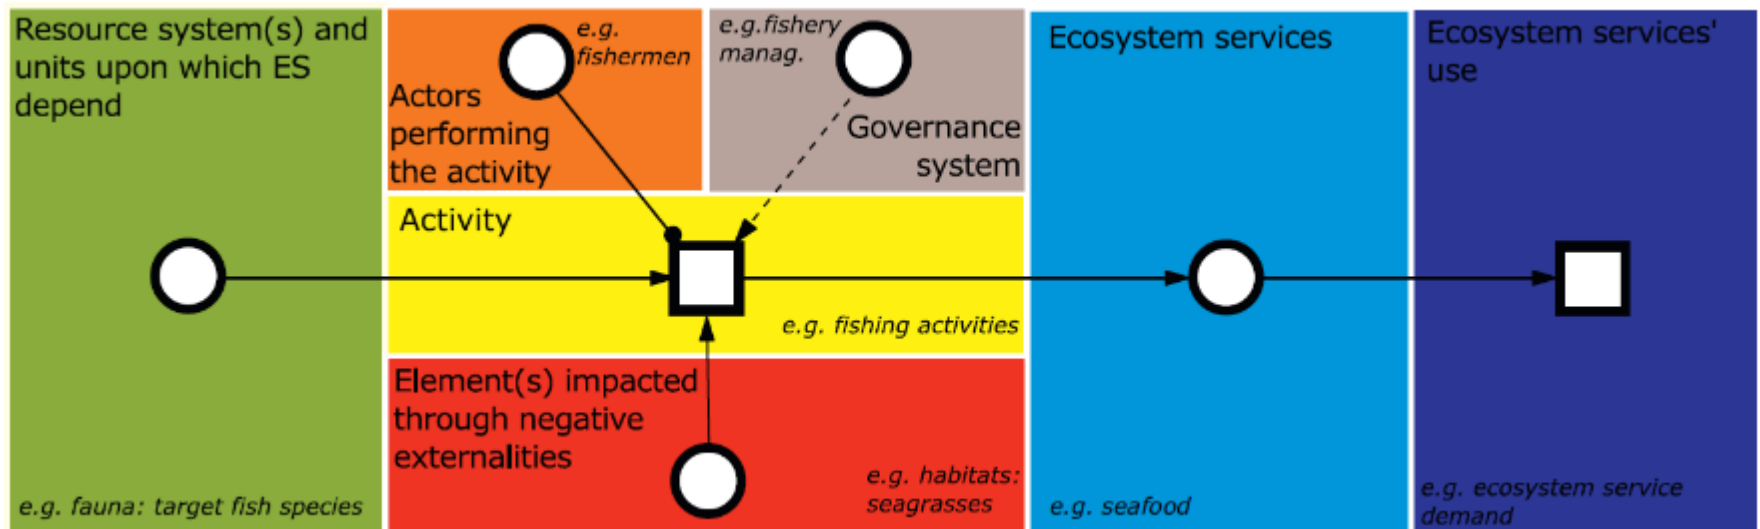 Resource system(s) and
units upon which ES
depend
e.g. fauna: target fish species
e.g.
fishermen
Actors
performing
the activity
e.g.fishery
manag.
Governance
system
Activity
e.g. fishing activities
Element(s) impacted
through negative
externalities
e.g. habitats:
seagrasses
Ecosystem services
e.g. seafood
Ecosystem services'
use
e.g. ecosystem service
demand